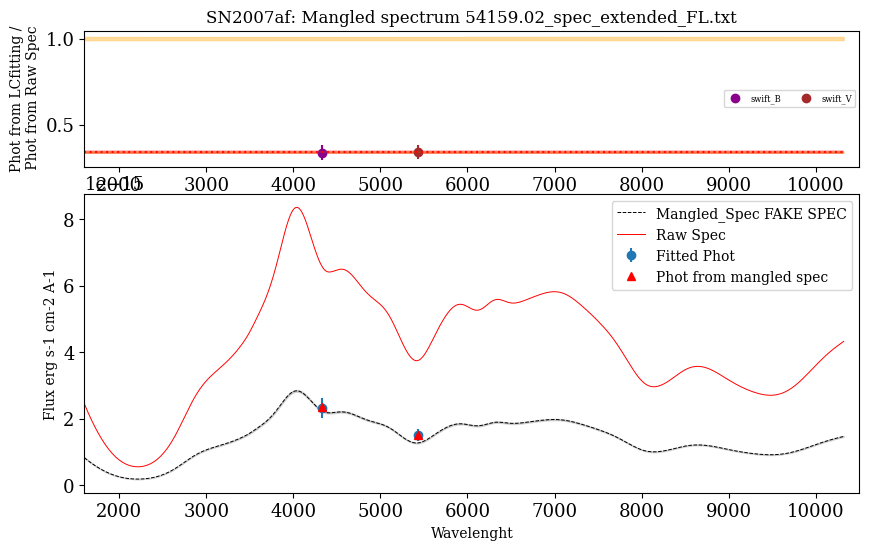 SN2007af: Mangled spectrum 54159.02_spec_extended_FL.txt
Phot from LCfitting /
Phot from Raw Spec
1.0
0.5
swift_B swift_V
2000 3000 4000 5000 6000 7000 8000 9000 10000
1e−15
Flux erg s-1 cm-2 A-1
8
6
4
2
0
Mangled_Spec FAKE SPEC
Raw Spec
Fitted Phot
Phot from mangled spec
2000 3000 4000 5000 6000 7000 8000 9000 10000
Wavelenght